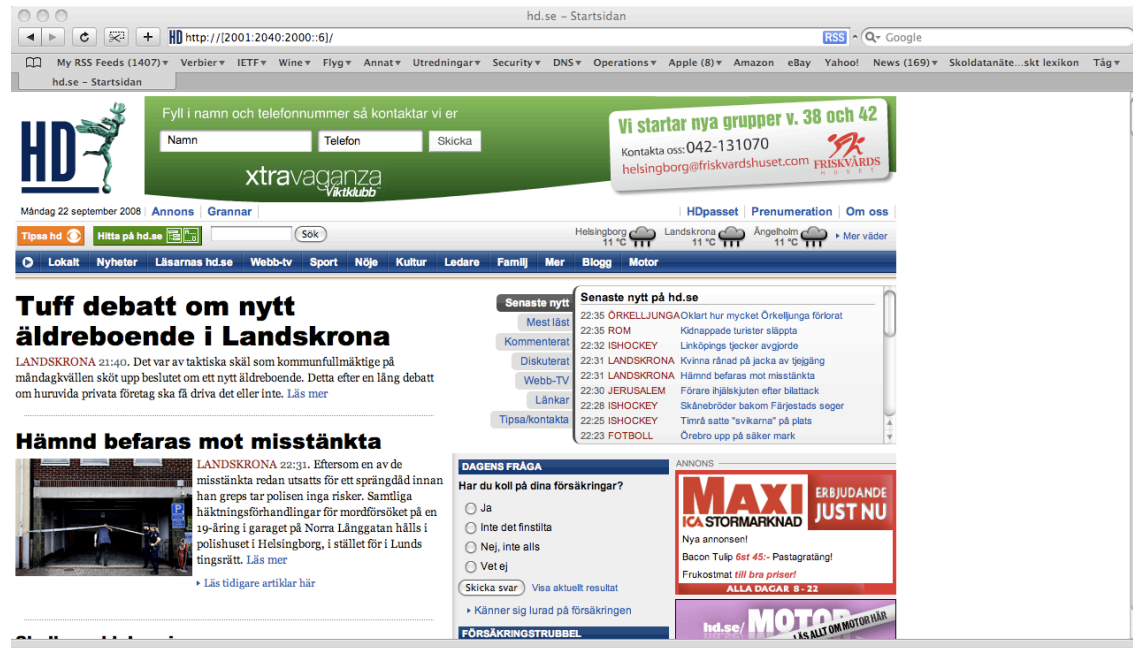 hd.se – Startsidan
HD http://[2001:2040:2000::6]/ RSS Google
My RSS Feeds (1407) Verbier IETF Wine Flyg Annat Utredningar Security DNS Operations Apple (8) Amazon eBay Yahoo! News (169) Skoldatanäte...skt lexikon Tåg
hd.se – Startsidan
HD
Fyll i namn och telefonnummer så kontaktar vi er
Namn Telefon Skicka
xtravaganza
Viktklubb
Vi startar nya grupper v. 38 och 42
Kontakta oss: 042-131070
helsingborg@friskvardshuset.com
FRISKVÅRDS
HUSET
Måndag 22 september 2008 Annons Grannar HDpasset Prenumeration Om oss
Tipsa hd Hitta på hd.se Sök
Helsingborg 11 °C Landskrona 11 °C Ängelholm 11 °C Mer väder
Lokalt Nyheter Läsarnas hd.se Webb-tv Sport Nöje Kultur Ledare Familj Mer Blogg Motor
Tuff debatt om nytt
äldreboende i Landskrona
LANDSKRONA 21:40. Det var av taktiska skäl som kommunfullmäktige på
måndagkvällen sköt upp beslutet om ett nytt äldreboende. Detta efter en lång debatt
om huruvida privata företag ska få driva det eller inte. Läs mer
Senaste nytt
Mest läst
Kommenterat
Diskuterat
Webb-TV
Länkar
Tipsa/kontakta
Senaste nytt på hd.se
22:35 ÖRKELLJUNGA Oklart hur mycket Örkelljunga förlorat
22:35 ROM Kidnappade turister släppta
22:32 ISHOCKEY Linköpings tjecker avgjorde
22:31 LANDSKRONA Kvinna rånad på jacka av tjejgäng
22:31 LANDSKRONA Hämnd befaras mot misstänkta
22:30 JERUSALEM Förare ihjälskjuten efter bilattack
22:28 ISHOCKEY Skånebröder bakom Färjestads seger
22:25 ISHOCKEY Timrå satte "svikarna" på plats
22:23 FOTBOLL Örebro upp på säker mark
Hämnd befaras mot misstänkta
LANDSKRONA 22:31. Eftersom en av de
misstänkta redan utsatts för ett sprängdåd innan
han greps tar polisen inga risker. Samtliga
häktningsförhandlingar för mordförsöket på en
19-åring i garaget på Norra Långgatan hålls i
polishuset i Helsingborg, i stället för i Lunds
tingsrätt. Läs mer
Läs tidigare artiklar här
P
DAGENS FRÅGA
Har du koll på dina försäkringar?
Ja
Inte det finstilta
Nej, inte alls
Vet ej
Skicka svar Visa aktuellt resultat
Känner sig lurad på försäkringen
FÖRSÄKRINGSTRUBBEL
ANNONS
MAXI
ICA STORMARKNAD
ERBJUDANDE
JUST NU
Nya annonsen!
Bacon Tulip 6st 45:- Pastagratäng!
Frukostmat till bra priser!
ALLA DAGAR 8 - 22
hd.se/ MOTOR
LÄS ALLT OM MOTOR HÄR